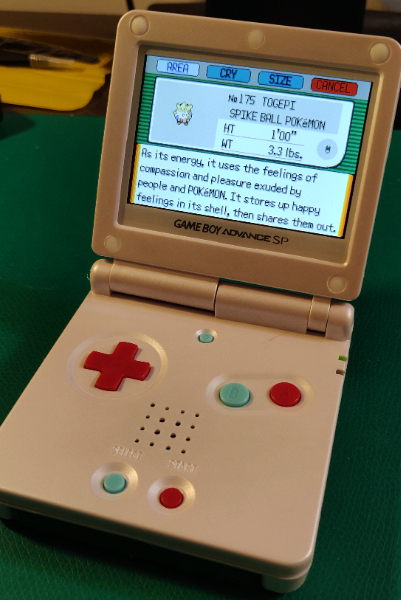 AREA CRY SIZE CANCEL
No175 TOGEPI
SPIKE BALL POKéMON
HT 1'00"
WT 3.3 lbs.
As its energy, it uses the feelings of
compassion and pleasure exuded by
people and POKéMON. It stores up happy
feelings in its shell, then shares them out.
GAME BOY ADVANCE SP
B A
SELECT START